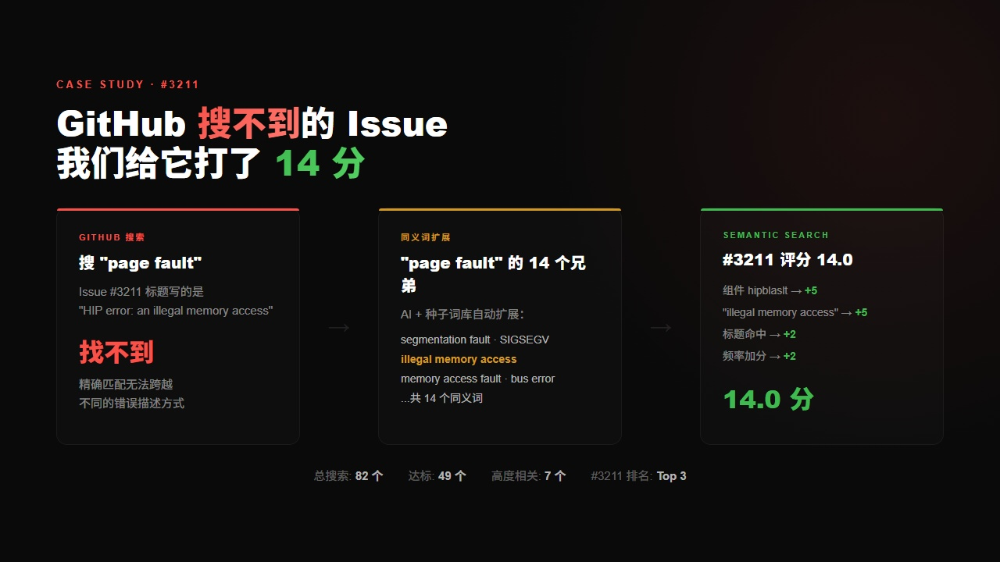 CASE STUDY · #3211
GitHub 搜不到的 Issue
我们给它打了 14 分
GITHUB 搜索
搜 "page fault"
Issue #3211 标题写的是
"HIP error: an illegal memory access"
找不到
精确匹配无法跨越
不同的错误描述方式
→
同义词扩展
"page fault" 的 14 个兄
弟
AI + 种子词库自动扩展：
segmentation fault · SIGSEGV
illegal memory access
memory access fault · bus error
...共 14 个同义词
→
SEMANTIC SEARCH
#3211 评分 14.0
组件 hipblaslt → +5
"illegal memory access" → +5
标题命中 → +2
频率加分 → +2
14.0 分
总搜索: 82 个 达标: 49 个 高度相关: 7 个 #3211 排名: Top 3